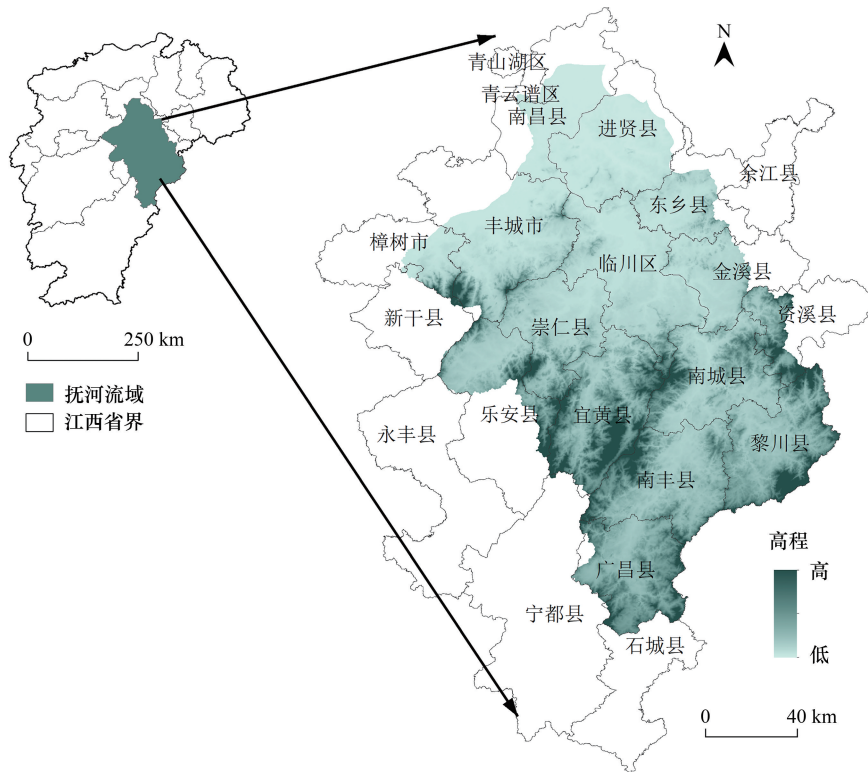 N
青山湖区
青云谱区
南昌县
进贤县
余江县
东乡县
丰城市
樟树市
临川区
金溪县
资溪县
新干县
崇仁县
南城县
乐安县
宜黄县
永丰县
黎川县
南丰县
广昌县
宁都县
石城县
0 250 km
抚河流域
江西省界
高程
高
低
0 40 km